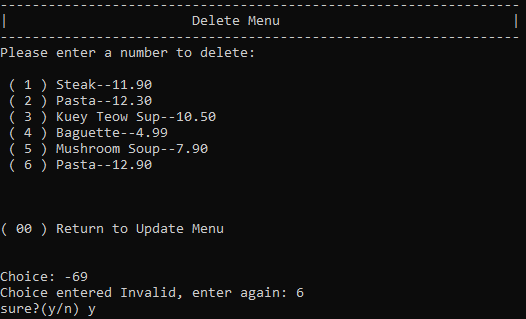 Delete Menu
Please enter a number to delete:
( 1 ) Steak--11.90
( 2 ) Pasta--12.30
( 3 ) Kuey Teow Sup--10.50
( 4 ) Baguette--4.99
( 5 ) Mushroom Soup--7.90
( 6 ) Pasta--12.90
( 00 ) Return to Update Menu
Choice: -69
Choice entered Invalid, enter again: 6
sure?(y/n) y